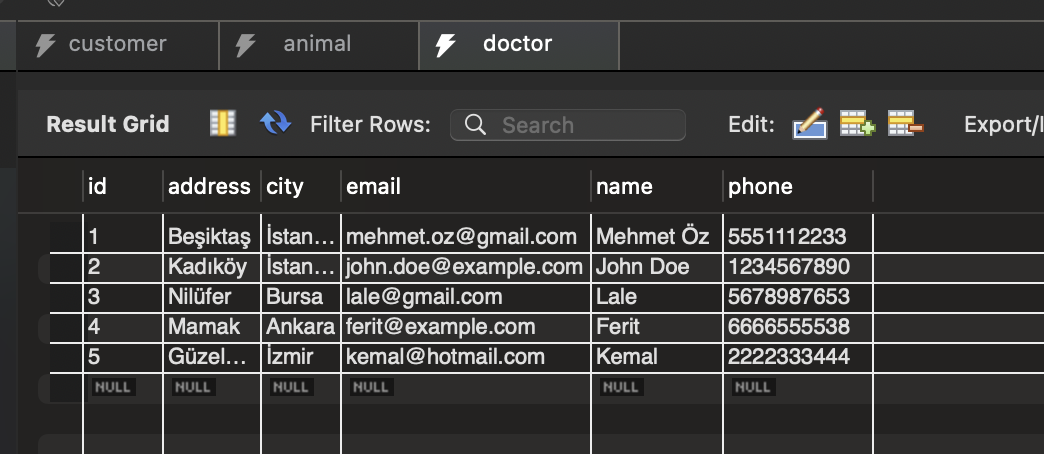 customer animal doctor
Result Grid Filter Rows: Search Edit: Export/I
id address city email name phone
1 Beşiktaş İstan... mehmet.oz@gmail.com Mehmet Öz 5551112233
2 Kadıköy İstan... john.doe@example.com John Doe 1234567890
3 Nilüfer Bursa lale@gmail.com Lale 5678987653
4 Mamak Ankara ferit@example.com Ferit 6666555538
5 Güzel... İzmir kemal@hotmail.com Kemal 2222333444
NULL NULL NULL NULL NULL NULL